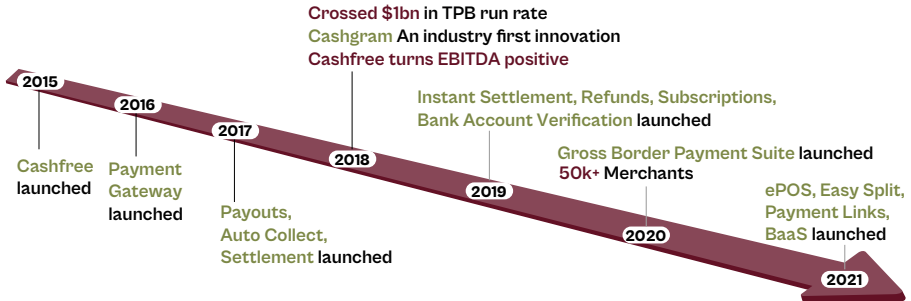 Crossed $1bn in TPB run rate
Cashgram An industry first innovation
Cashfree turns EBITDA positive
2015
Cashfree
launched
2016
Payment
Gateway
launched
2017
Payouts,
Auto Collect,
Settlement launched
2018
Instant Settlement, Refunds, Subscriptions,
Bank Account Verification launched
2019
Gross Border Payment Suite launched
50k+ Merchants
2020
ePOS, Easy Split,
Payment Links,
BaaS launched
2021